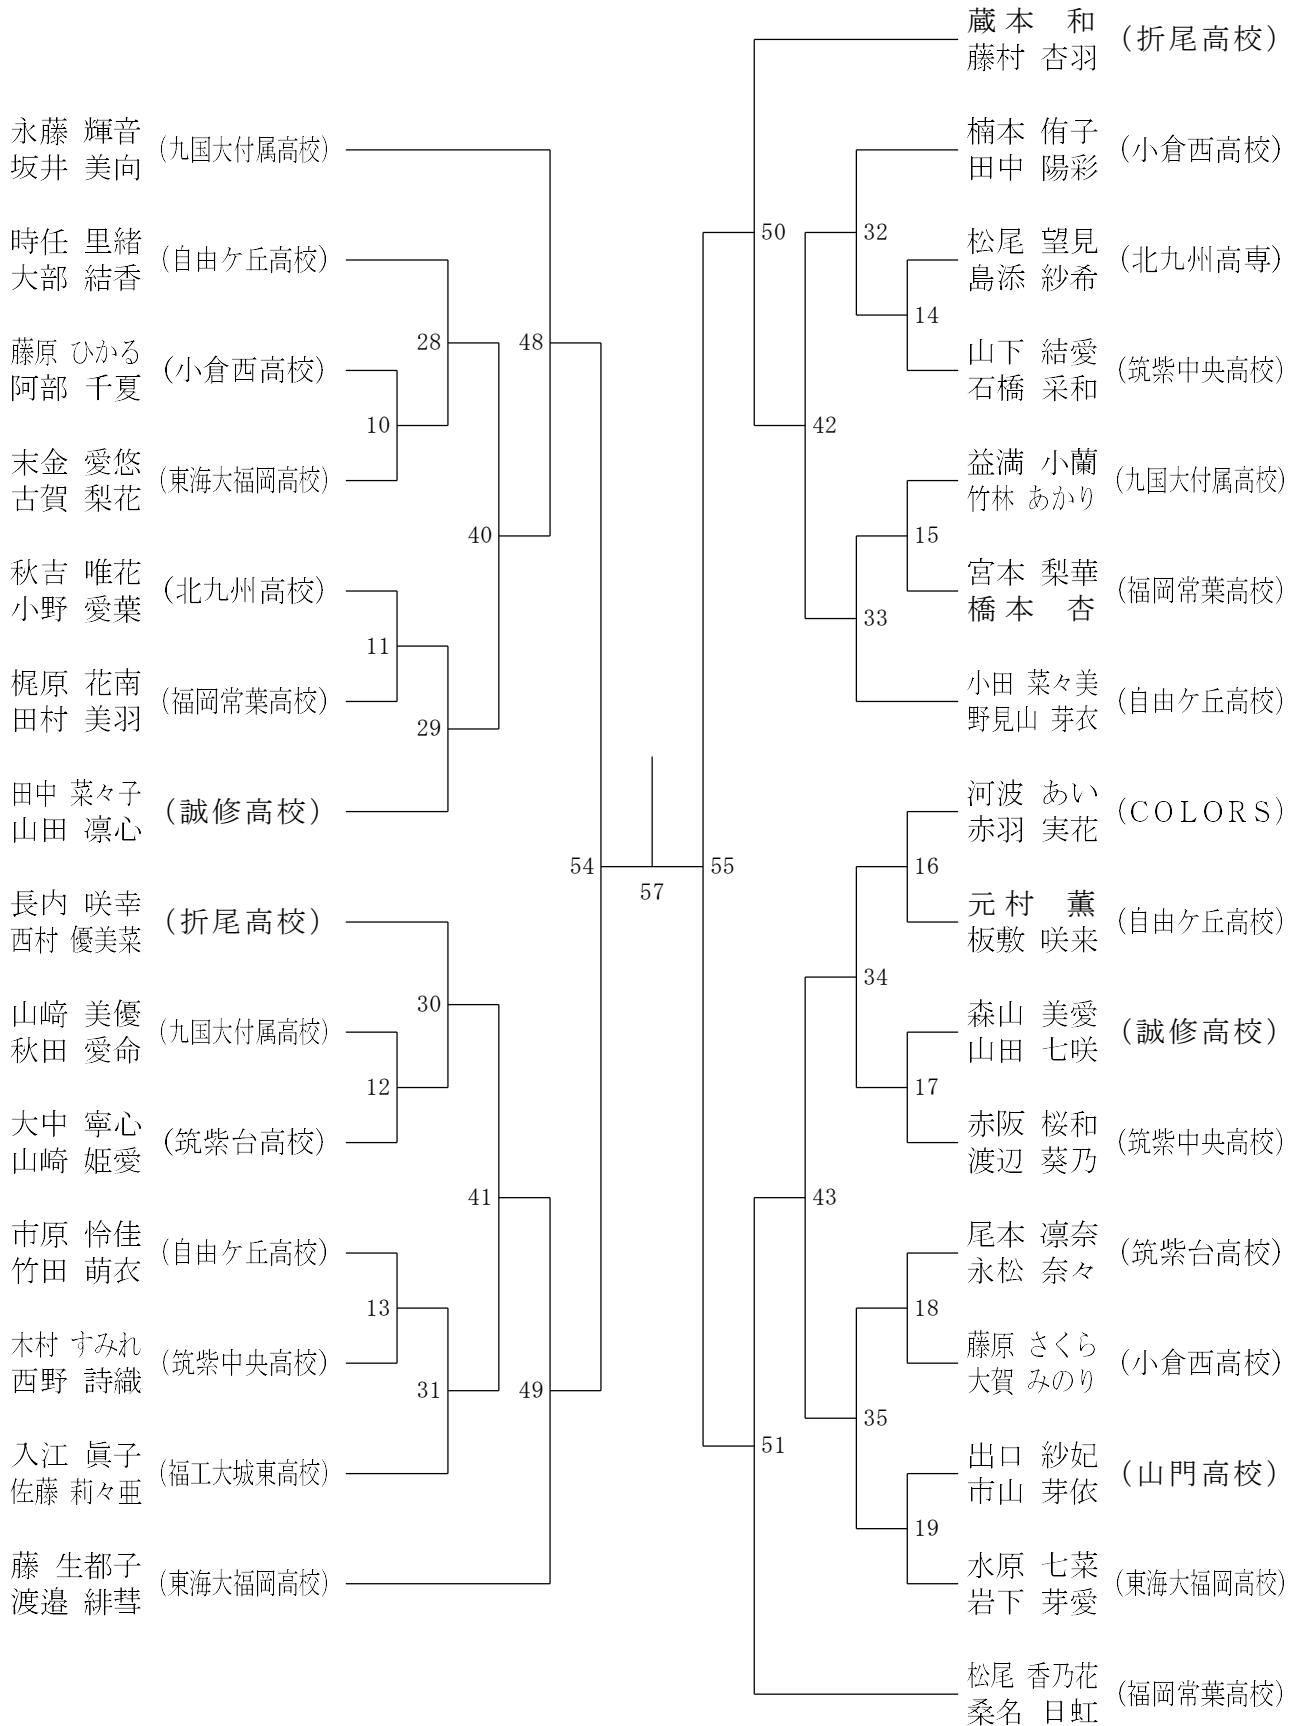 永藤 輝音
坂井 美向
(九国大付属高校)
時任 里緒
大部 結香
(自由ケ丘高校)
藤原 ひかる
阿部 千夏
(小倉西高校)
末金 愛悠
古賀 梨花
(東海大福岡高校)
秋吉 唯花
小野 愛葉
(北九州高校)
梶原 花南
田村 美羽
(福岡常葉高校)
田中 菜々子
山田 凛心
(誠修高校)
長内 咲幸
西村 優美菜
(折尾高校)
山﨑 美優
秋田 愛命
(九国大付属高校)
大中 寧心
山崎 姫愛
(筑紫台高校)
市原 怜佳
竹田 萌衣
(自由ケ丘高校)
木村 すみれ
西野 詩織
(筑紫中央高校)
入江 眞子
佐藤 莉々亜
(福工大城東高校)
藤 生都子
渡邉 緋彗
(東海大福岡高校)
10
11
12
13
28
29
30
31
40
41
48
49
54
57
55
50
51
42
43
32
33
34
35
14
15
16
17
18
19
蔵本 和
藤村 杏羽
(折尾高校)
楠本 侑子
田中 陽彩
(小倉西高校)
松尾 望見
島添 紗希
(北九州高専)
山下 結愛
石橋 采和
(筑紫中央高校)
益満 小蘭
竹林 あかり
(九国大付属高校)
宮本 梨華
橋本 杏
(福岡常葉高校)
小田 菜々美
野見山 芽衣
(自由ケ丘高校)
河波 あい
赤羽 実花
(COLORS)
元村 薫
板敷 咲来
(自由ケ丘高校)
森山 美愛
山田 七咲
(誠修高校)
赤阪 桜和
渡辺 葵乃
(筑紫中央高校)
尾本 凛奈
永松 奈々
(筑紫台高校)
藤原 さくら
大賀 みのり
(小倉西高校)
出口 紗妃
市山 芽依
(山門高校)
水原 七菜
岩下 芽愛
(東海大福岡高校)
松尾 香乃花
桑名 日虹
(福岡常葉高校)